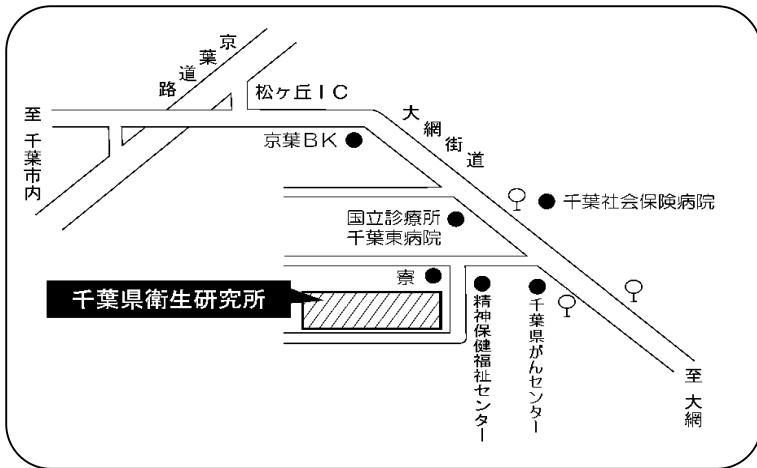 京葉道路
松ヶ丘IC
至 千葉市内
大網街道
京葉BK
千葉社会保険病院
国立診療所
千葉東病院
寮
千葉県衛生研究所
精神保健福祉センター
千葉県がんセンター
至 大網